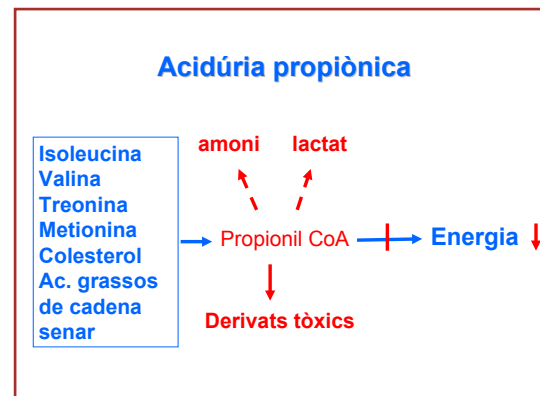 Acidúria propiònica
Isoleucina
Valina
Treonina
Metionina
Colesterol
Ac. grassos
de cadena
senar
amoni lactat
Propionil CoA
Energia
Derivats tòxics